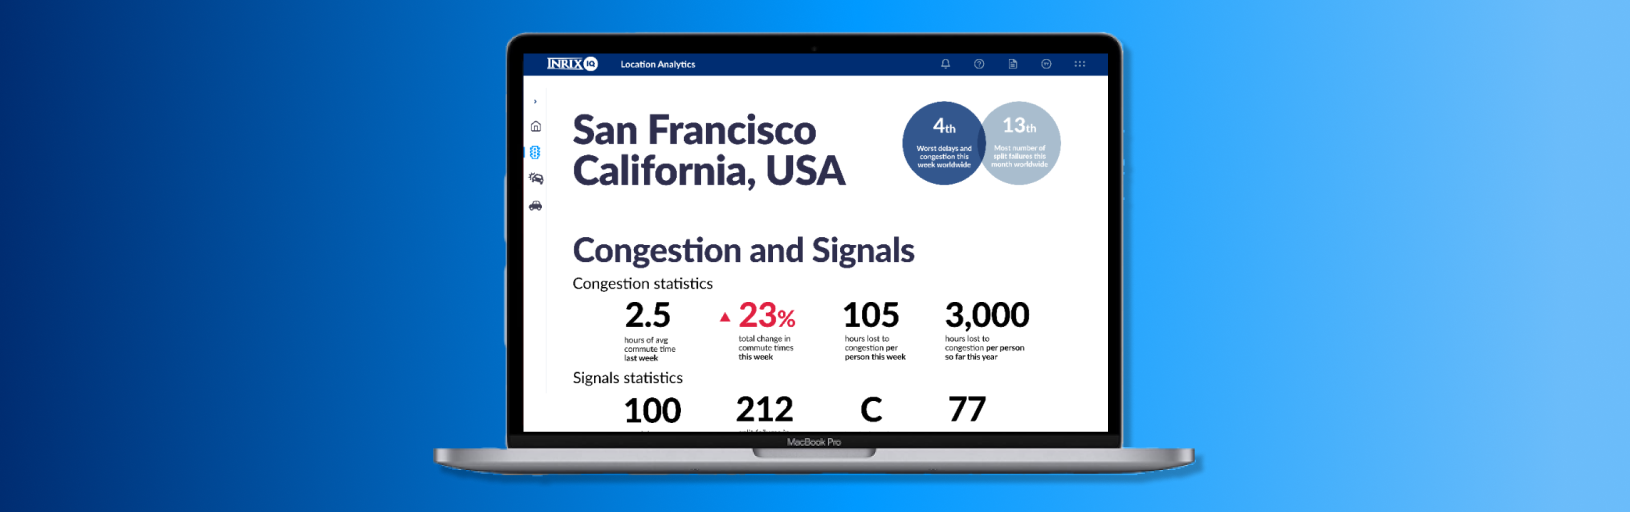 INRIX IQ Location Analytics
San Francisco
California, USA
4th
Worst delays and
congestion this
week worldwide
13th
Most number of
split failures this
month worldwide
Congestion and Signals
Congestion statistics
2.5
hours of avg
commute time
last week
▲ 23%
total change in
commute times
this week
105
hours lost to
congestion per
person this week
3,000
hours lost to
congestion per person
so far this year
Signals statistics
100
212
C
77
MacBook Pro